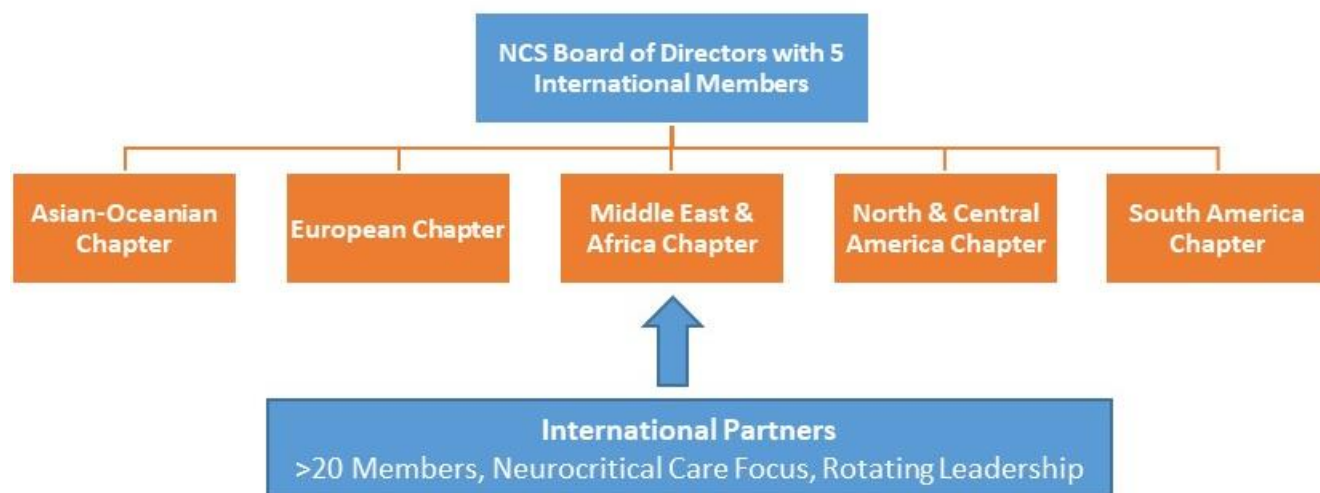 NCS Board of Directors with 5
International Members
Asian-Oceanian
Chapter
European Chapter
Middle East &
Africa Chapter
North & Central
America Chapter
South America
Chapter
International Partners
>20 Members, Neurocritical Care Focus, Rotating Leadership